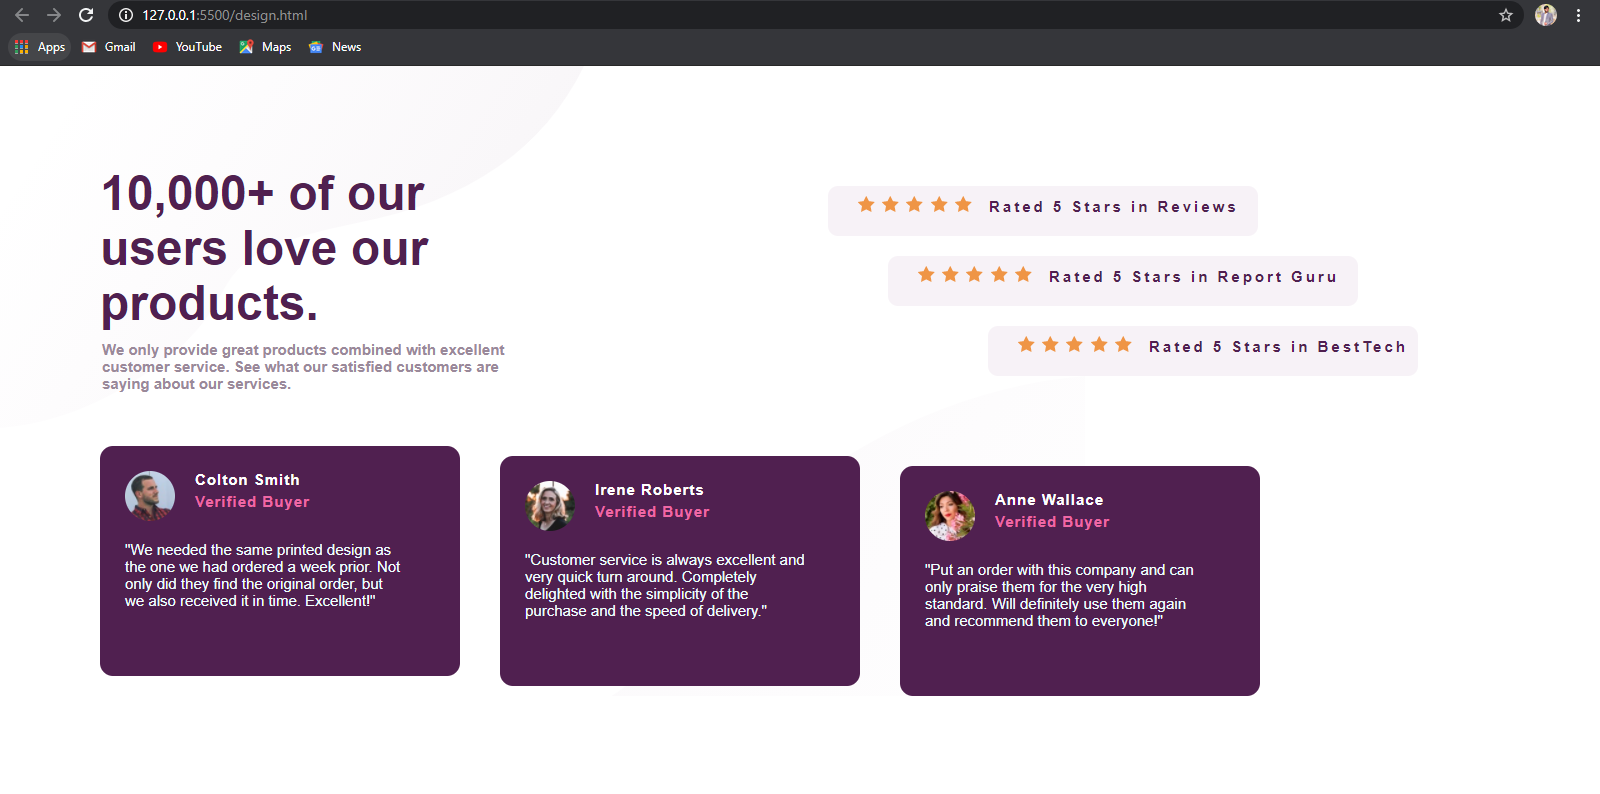 127.0.0.1:5500/design.html
Apps Gmail YouTube Maps News
10,000+ of our
users love our
products.
We only provide great products combined with excellent
customer service. See what our satisfied customers are
saying about our services.
Rated 5 Stars in Reviews
Rated 5 Stars in Report Guru
Rated 5 Stars in BestTech
Colton Smith
Verified Buyer
"We needed the same printed design as
the one we had ordered a week prior. Not
only did they find the original order, but
we also received it in time. Excellent!"
Irene Roberts
Verified Buyer
"Customer service is always excellent and
very quick turn around. Completely
delighted with the simplicity of the
purchase and the speed of delivery."
Anne Wallace
Verified Buyer
"Put an order with this company and can
only praise them for the very high
standard. Will definitely use them again
and recommend them to everyone!"